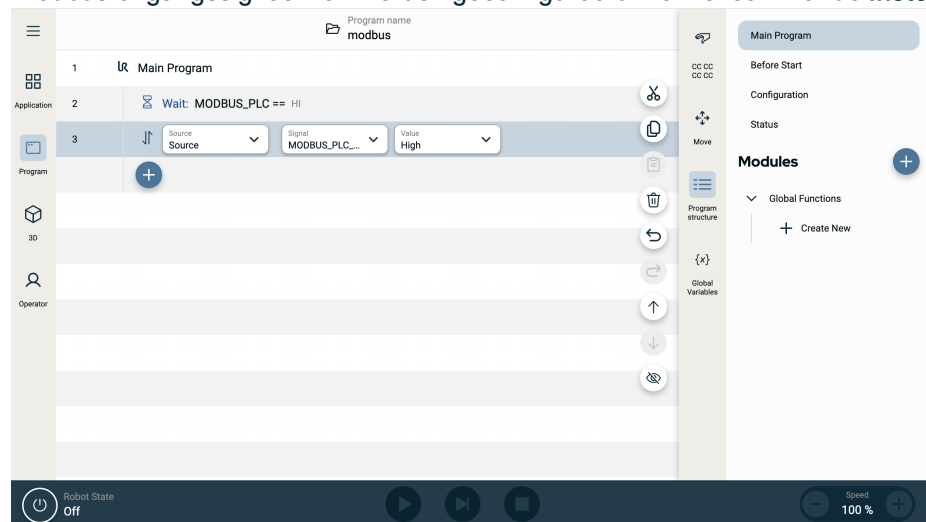 Program name
modbus
Main Program
Before Start
Configuration
Status
Modules
Global Functions
Create New
Application
Program
3D
Operator
1 Main Program
2 Wait: MODBUS_PLC == HI
3 Source Source Signal MODBUS_PLC_... Value High
CC CC
CC CC
Move
Program
structure
{x}
Global
Variables
Robot State
Off
Speed
100 %